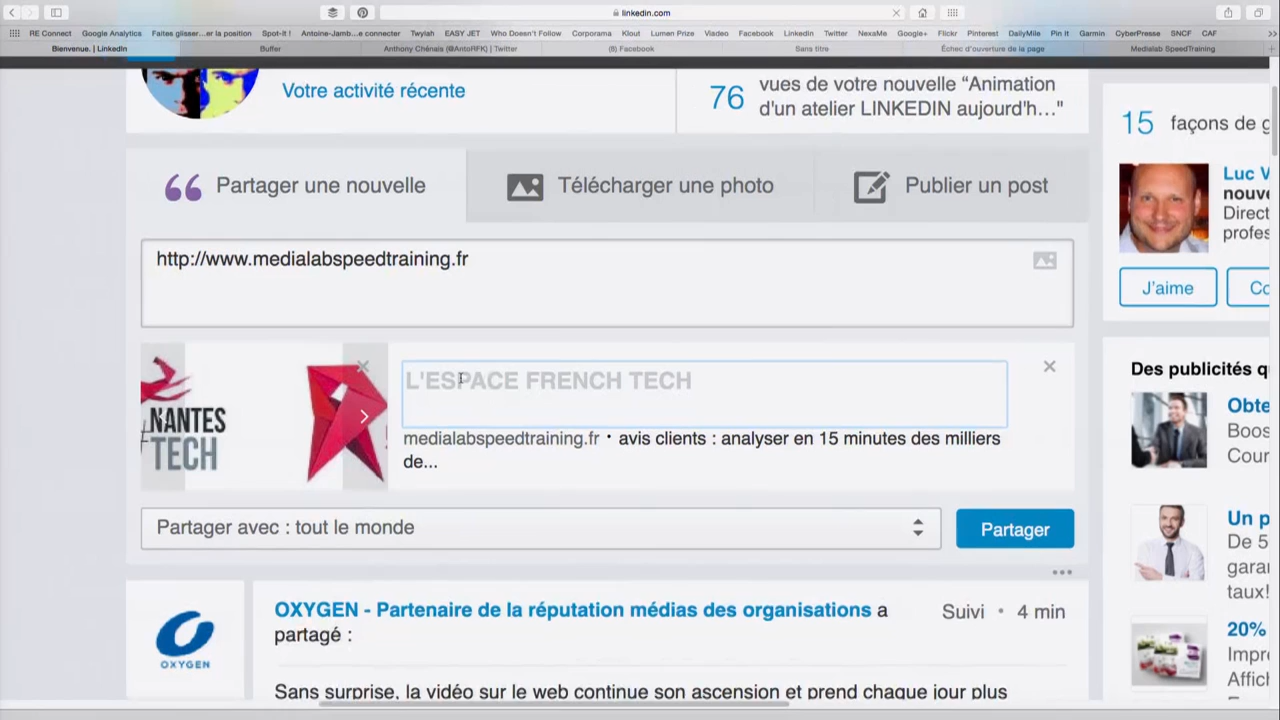 linkedin.com
RE Connect Google Analytica Faites glisser...er la position Spot-it ! Antoine-Jamb...e connecter Twylah EASY JET Who Doesn't Follow Corporama Klout Lumen Prize Viadeo Facebook LinkedIn Twitter NexaMe Google+ Flickr Pinterest DailyMile Pin It Garmin CyberPresse SNCF CAF
Bienvenue. | LinkedIn Buffer Anthony Chénais (@AntoRFK) | Twitter (8) Facebook Sans titre Échec d'ouverture de la page Medialab SpeedTraining
Votre activité récente
76 vues de votre nouvelle “Animation
d'un atelier LINKEDIN aujourd'h…"
15 façons de g
Partager une nouvelle Télécharger une photo Publier un post
Luc V
nouve
Direct
profes
http://www.medialabspeedtraining.fr
J'aime Co
NANTES
TECH
L'ESPACE FRENCH TECH
medialabspeedtraining.fr • avis clients : analyser en 15 minutes des milliers
de...
Des publicités qu
Obte
Boos
Cour
Partager avec : tout le monde
Partager
Un p
De 5
garar
taux!
OXYGEN
OXYGEN - Partenaire de la réputation médias des organisations a
partagé :
Suivi • 4 min
20%
Impre
Affich
Sans surprise, la vidéo sur le web continue son ascension et prend chaque jour plus